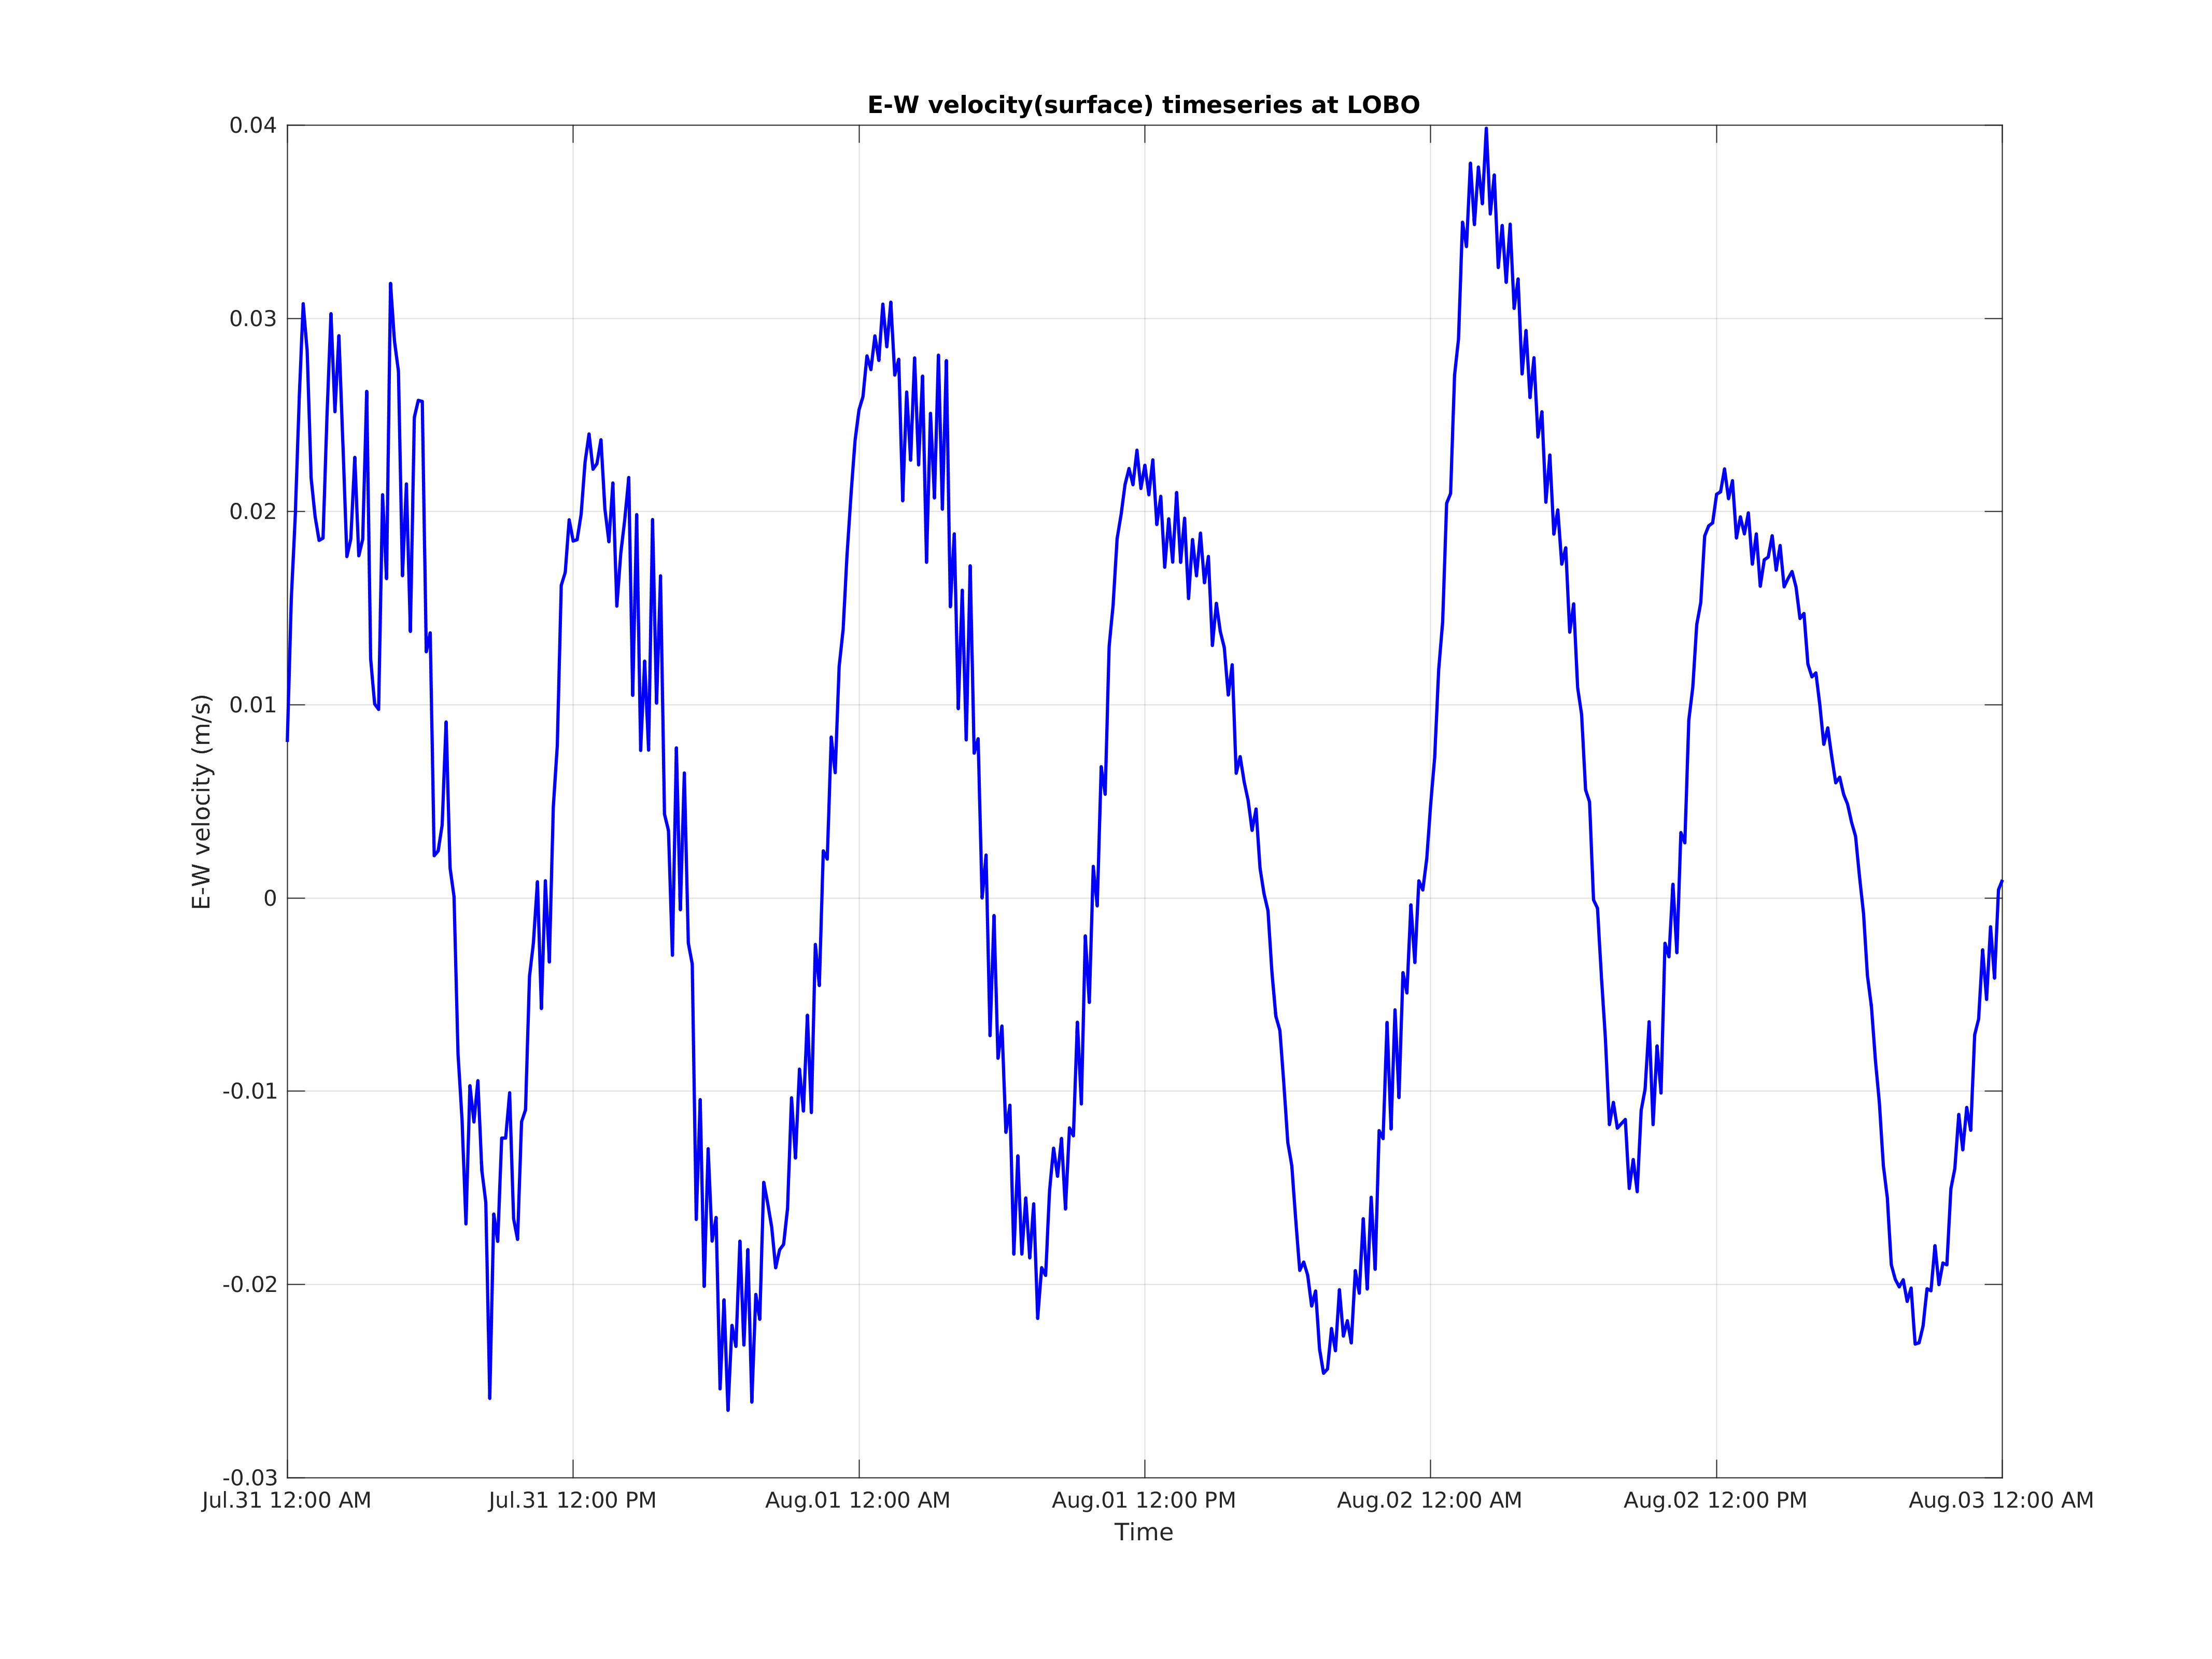 E-W velocity(surface) timeseries at LOBO
0.04
0.03
0.02
0.01
0
-0.01
-0.02
-0.03
E-W velocity (m/s)
Jul.31 12:00 AM Jul.31 12:00 PM Aug.01 12:00 AM Aug.01 12:00 PM Aug.02 12:00 AM Aug.02 12:00 PM Aug.03 12:00 AM
Time